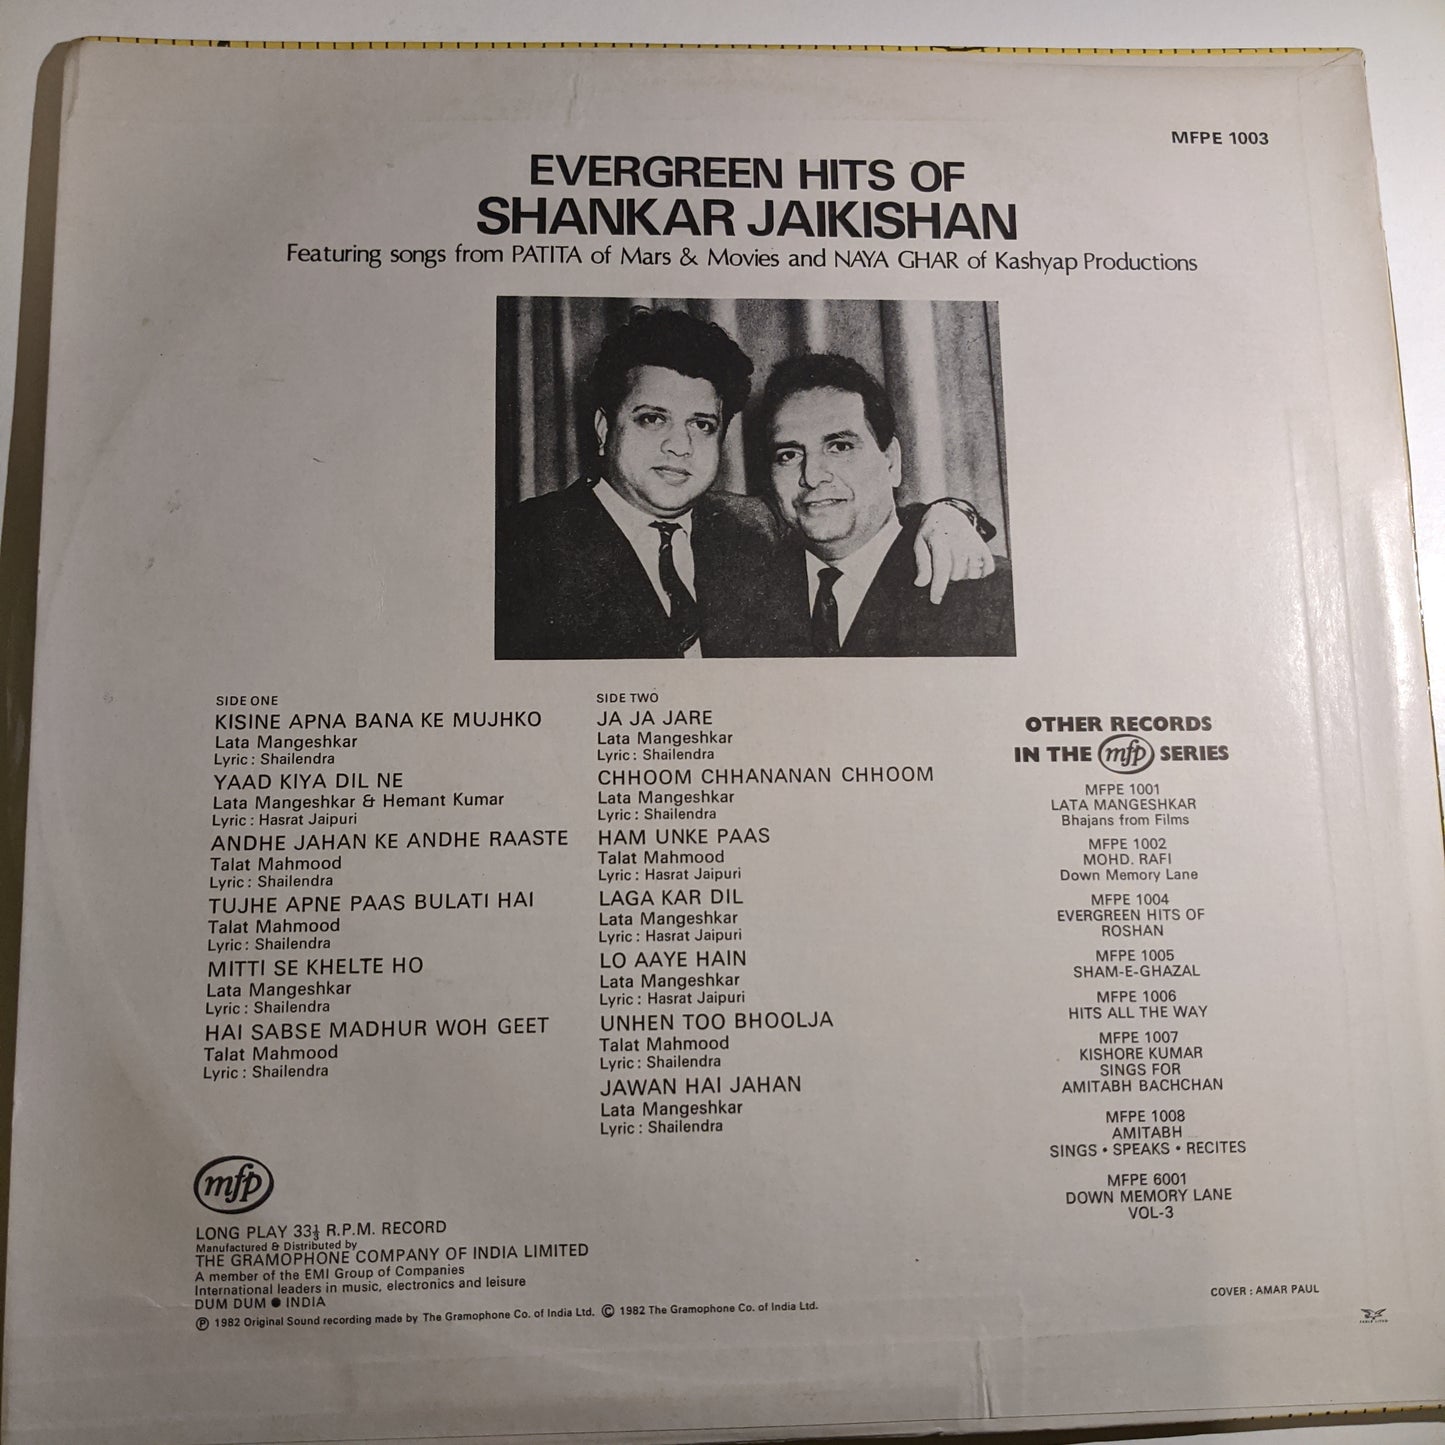 MFPE 1003
EVERGREEN HITS OF
SHANKAR JAIKISHAN
Featuring songs from PATITA of Mars & Movies and NAYA GHAR of Kashyap Productions
SIDE ONE
KISINE APNA BANA KE MUJHKO
Lata Mangeshkar
Lyric : Shailendra
YAAD KIYA DIL NE
Lata Mangeshkar & Hemant Kumar
Lyric : Hasrat Jaipuri
ANDHE JAHAN KE ANDHE RAASTE
Talat Mahmood
Lyric : Shailendra
TUJHE APNE PAAS BULATI HAI
Talat Mahmood
Lyric : Shailendra
MITTI SE KHELTE HO
Lata Mangeshkar
Lyric : Shailendra
HAI SABSE MADHUR WOH GEET
Talat Mahmood
Lyric : Shailendra
SIDE TWO
JA JA JARE
Lata Mangeshkar
Lyric : Shailendra
CHHOOM CHHANANAN CHHOOM
Lata Mangeshkar
Lyric : Shailendra
HAM UNKE PAAS
Talat Mahmood
Lyric : Hasrat Jaipuri
LAGA KAR DIL
Lata Mangeshkar
Lyric : Hasrat Jaipuri
LO AAYE HAIN
Lata Mangeshkar
Lyric : Hasrat Jaipuri
UNHEN TOO BHOOLJA
Talat Mahmood
Lyric : Shailendra
JAWAN HAI JAHAN
Lata Mangeshkar
Lyric : Shailendra
OTHER RECORDS
IN THE mfp SERIES
MFPE 1001
LATA MANGESHKAR
Bhajans from Films
MFPE 1002
MOHD. RAFI
Down Memory Lane
MFPE 1004
EVERGREEN HITS OF
ROSHAN
MFPE 1005
SHAM-E-GHAZAL
MFPE 1006
HITS ALL THE WAY
MFPE 1007
KISHORE KUMAR
SINGS FOR
AMITABH BACHCHAN
MFPE 1008
AMITABH
SINGS • SPEAKS • RECITES
MFPE 6001
DOWN MEMORY LANE
VOL-3
mfp
LONG PLAY 33⅓ R.P.M. RECORD
Manufactured & Distributed by
THE GRAMOPHONE COMPANY OF INDIA LIMITED
A member of the EMI Group of Companies
International leaders in music, electronics and leisure
DUM DUM ● INDIA
Ⓟ 1982 Original Sound recording made by The Gramophone Co. of India Ltd. © 1982 The Gramophone Co. of India Ltd.
COVER : AMAR PAUL